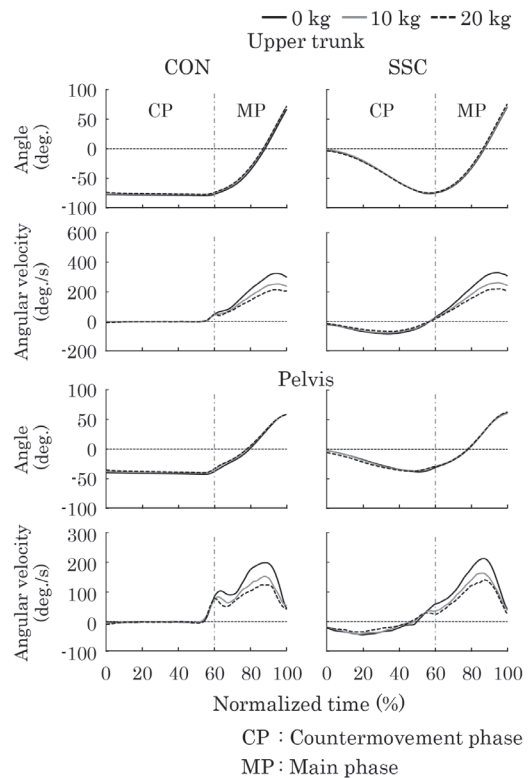 0 kg 10 kg 20 kg
Upper trunk
CON SSC
CP MP CP MP
Angle
(deg.)
100
50
0
-50
-100
Angular velocity
(deg./s)
600
400
200
0
-200
Pelvis
Angle
(deg.)
100
50
0
-50
-100
Angular velocity
(deg./s)
300
200
100
0
-100
0 20 40 60 80 100 0 20 40 60 80 100
Normalized time (%)
CP : Countermovement phase
MP : Main phase